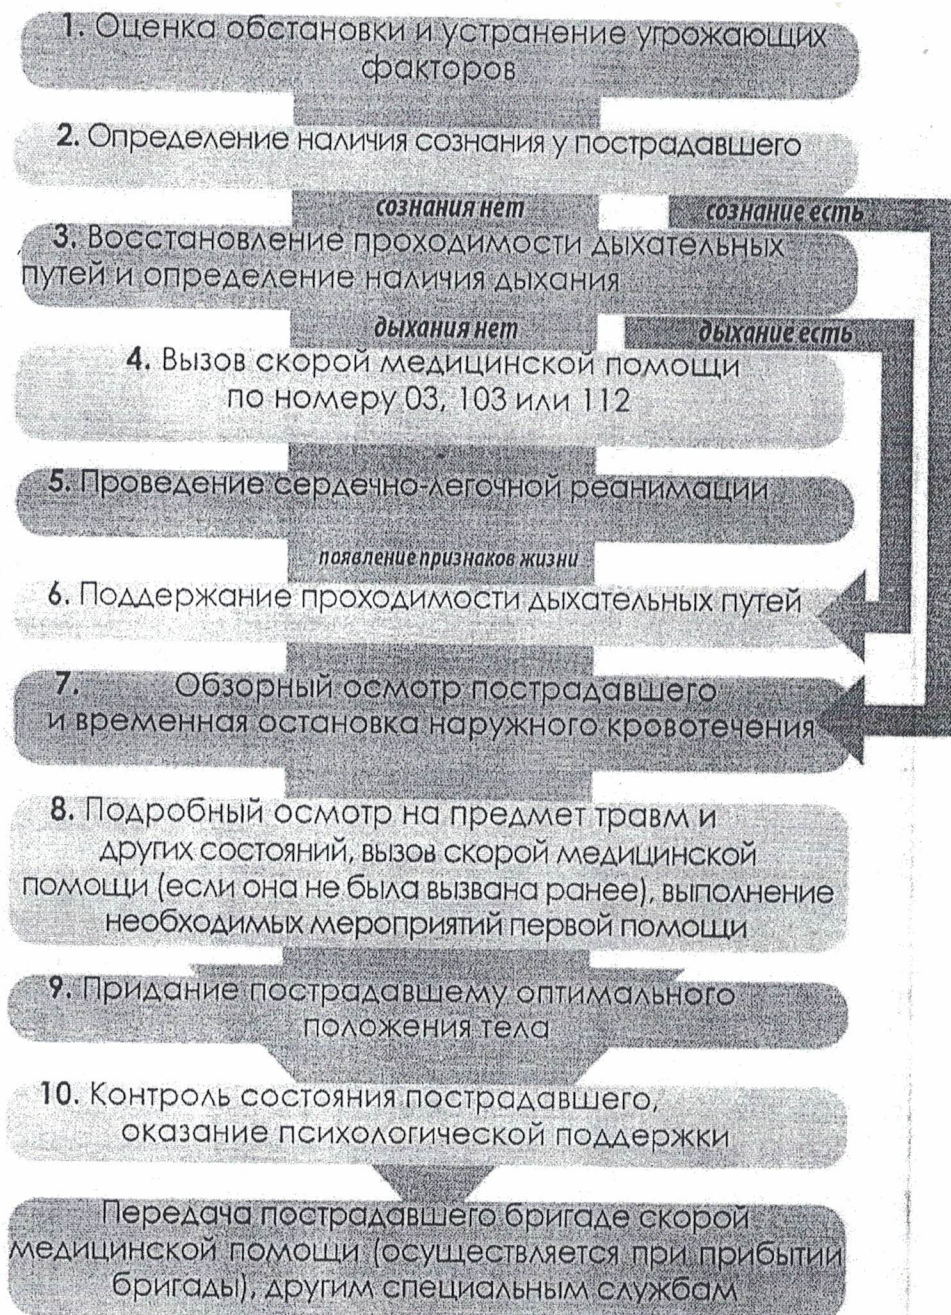 1. Оценка обстановки и устранение угрожающих
факторов
2. Определение наличия сознания у пострадавшего
сознания нет
сознание есть
3. Восстановление проходимости дыхательных
путей и определение наличия дыхания
дыхания нет
дыхание есть
4. Вызов скорой медицинской помощи
по номеру 03, 103 или 112
5. Проведение сердечно-легочной реанимации
появление признаков жизни
6. Поддержание проходимости дыхательных путей
7. Обзорный осмотр пострадавшего
и временная остановка наружного кровотечения
8. Подробный осмотр на предмет травм и
других состояний, вызов скорой медицинской
помощи (если она не была вызвана ранее), выполнение
необходимых мероприятий первой помощи
9. Придание пострадавшему оптимального
положения тела
10. Контроль состояния пострадавшего,
оказание психологической поддержки
Передача пострадавшего бригаде скорой
медицинской помощи (осуществляется при прибытии
бригады), другим специальным службам